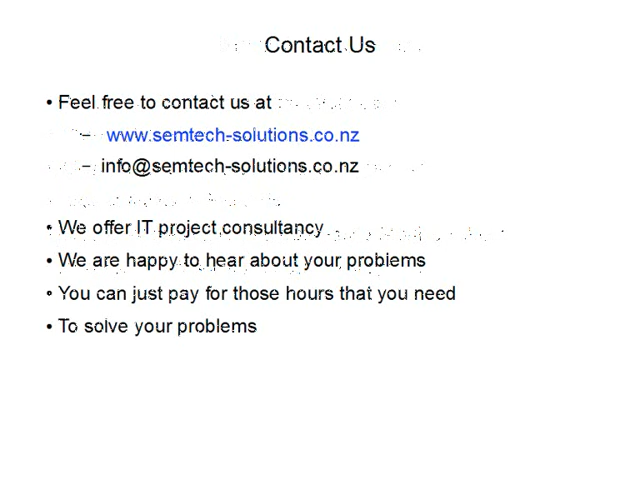 Contact Us
• Feel free to contact us at
– www.semtech-solutions.co.nz
– info@semtech-solutions.co.nz
• We offer IT project consultancy
• We are happy to hear about your problems
• You can just pay for those hours that you need
• To solve your problems